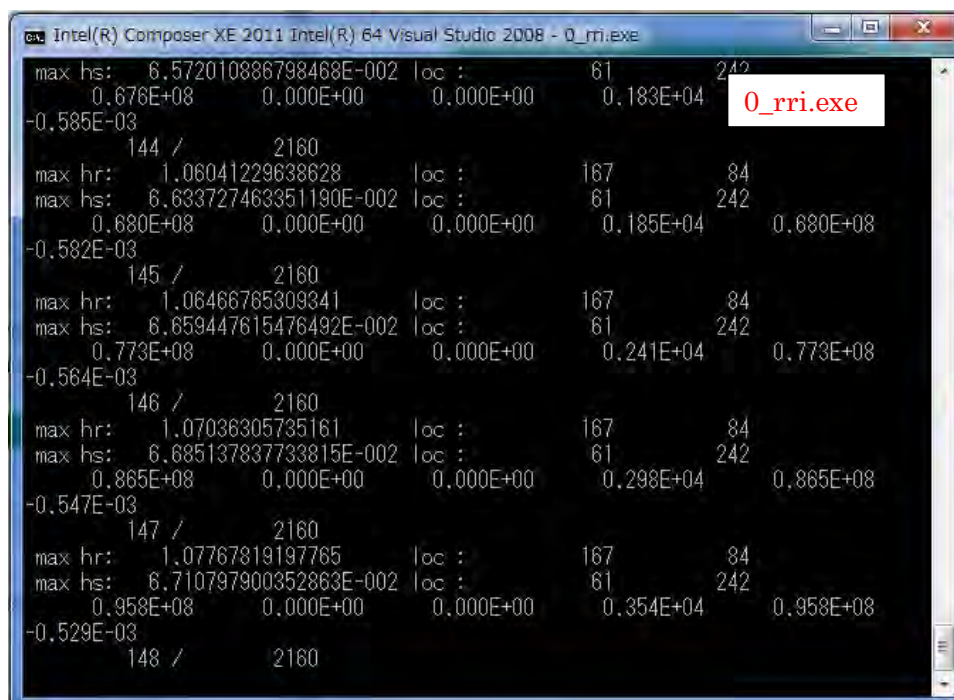 Intel(R) Composer XE 2011 Intel(R) 64 Visual Studio 2008 - 0_rri.exe
max hs: 6.572010886798468E-002 loc : 61 242
0_rri.exe
0.676E+08 0.000E+00 0.000E+00 0.183E+04
-0.585E-03
144 / 2160
max hr: 1.06041229638628 loc : 167 84
max hs: 6.633727463351190E-002 loc : 61 242
0.680E+08 0.000E+00 0.000E+00 0.185E+04 0.680E+08
-0.582E-03
145 / 2160
max hr: 1.06466765309341 loc : 167 84
max hs: 6.659447615476492E-002 loc : 61 242
0.773E+08 0.000E+00 0.000E+00 0.241E+04 0.773E+08
-0.564E-03
146 / 2160
max hr: 1.07036305735161 loc : 167 84
max hs: 6.685137837733815E-002 loc : 61 242
0.865E+08 0.000E+00 0.000E+00 0.298E+04 0.865E+08
-0.547E-03
147 / 2160
max hr: 1.07767819197765 loc : 167 84
max hs: 6.710797900352863E-002 loc : 61 242
0.958E+08 0.000E+00 0.000E+00 0.354E+04 0.958E+08
-0.529E-03
148 / 2160